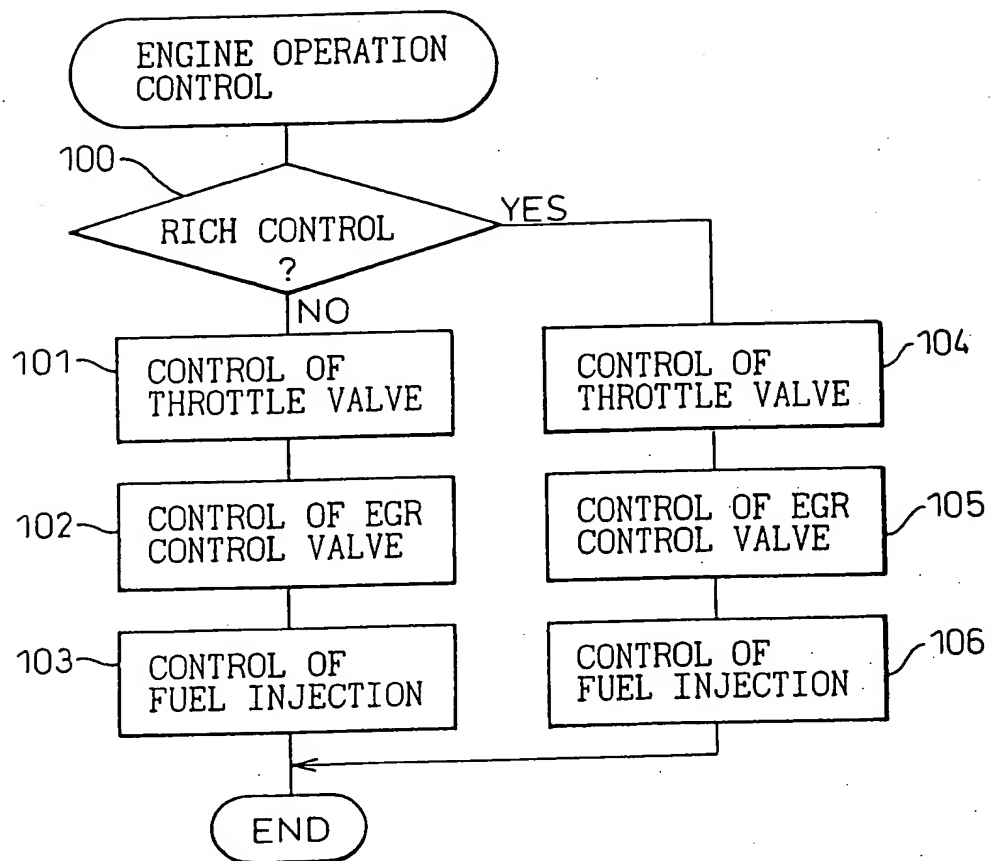 ENGINE OPERATION
CONTROL
100
RICH CONTROL
?
YES
NO
101
CONTROL OF
THROTTLE VALVE
102
CONTROL OF EGR
CONTROL VALVE
103
CONTROL OF
FUEL INJECTION
104
CONTROL OF
THROTTLE VALVE
105
CONTROL OF EGR
CONTROL VALVE
106
CONTROL OF
FUEL INJECTION
END